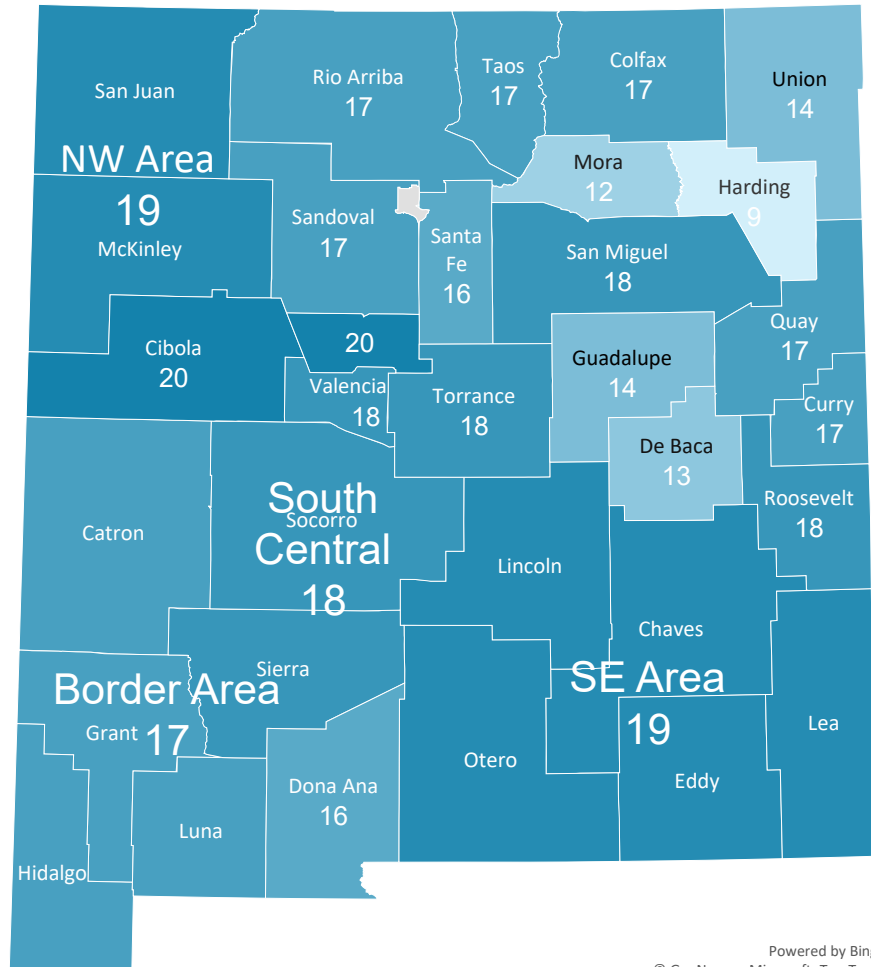 San Juan
Rio Arriba
17
Taos
17
Colfax
17
Union
14
NW Area
19
McKinley
Mora
12
Harding
9
Sandoval
17
Santa
Fe
16
San Miguel
18
Quay
17
Cibola
20
20
Valencia
18
Torrance
18
Guadalupe
14
Curry
17
De Baca
13
Roosevelt
18
Catron
South
Socorro
Central
18
Lincoln
Chaves
Sierra
Border Area
Grant 17
SE Area
19
Lea
Otero
Eddy
Dona Ana
16
Luna
Hidalgo
Powered by Bing